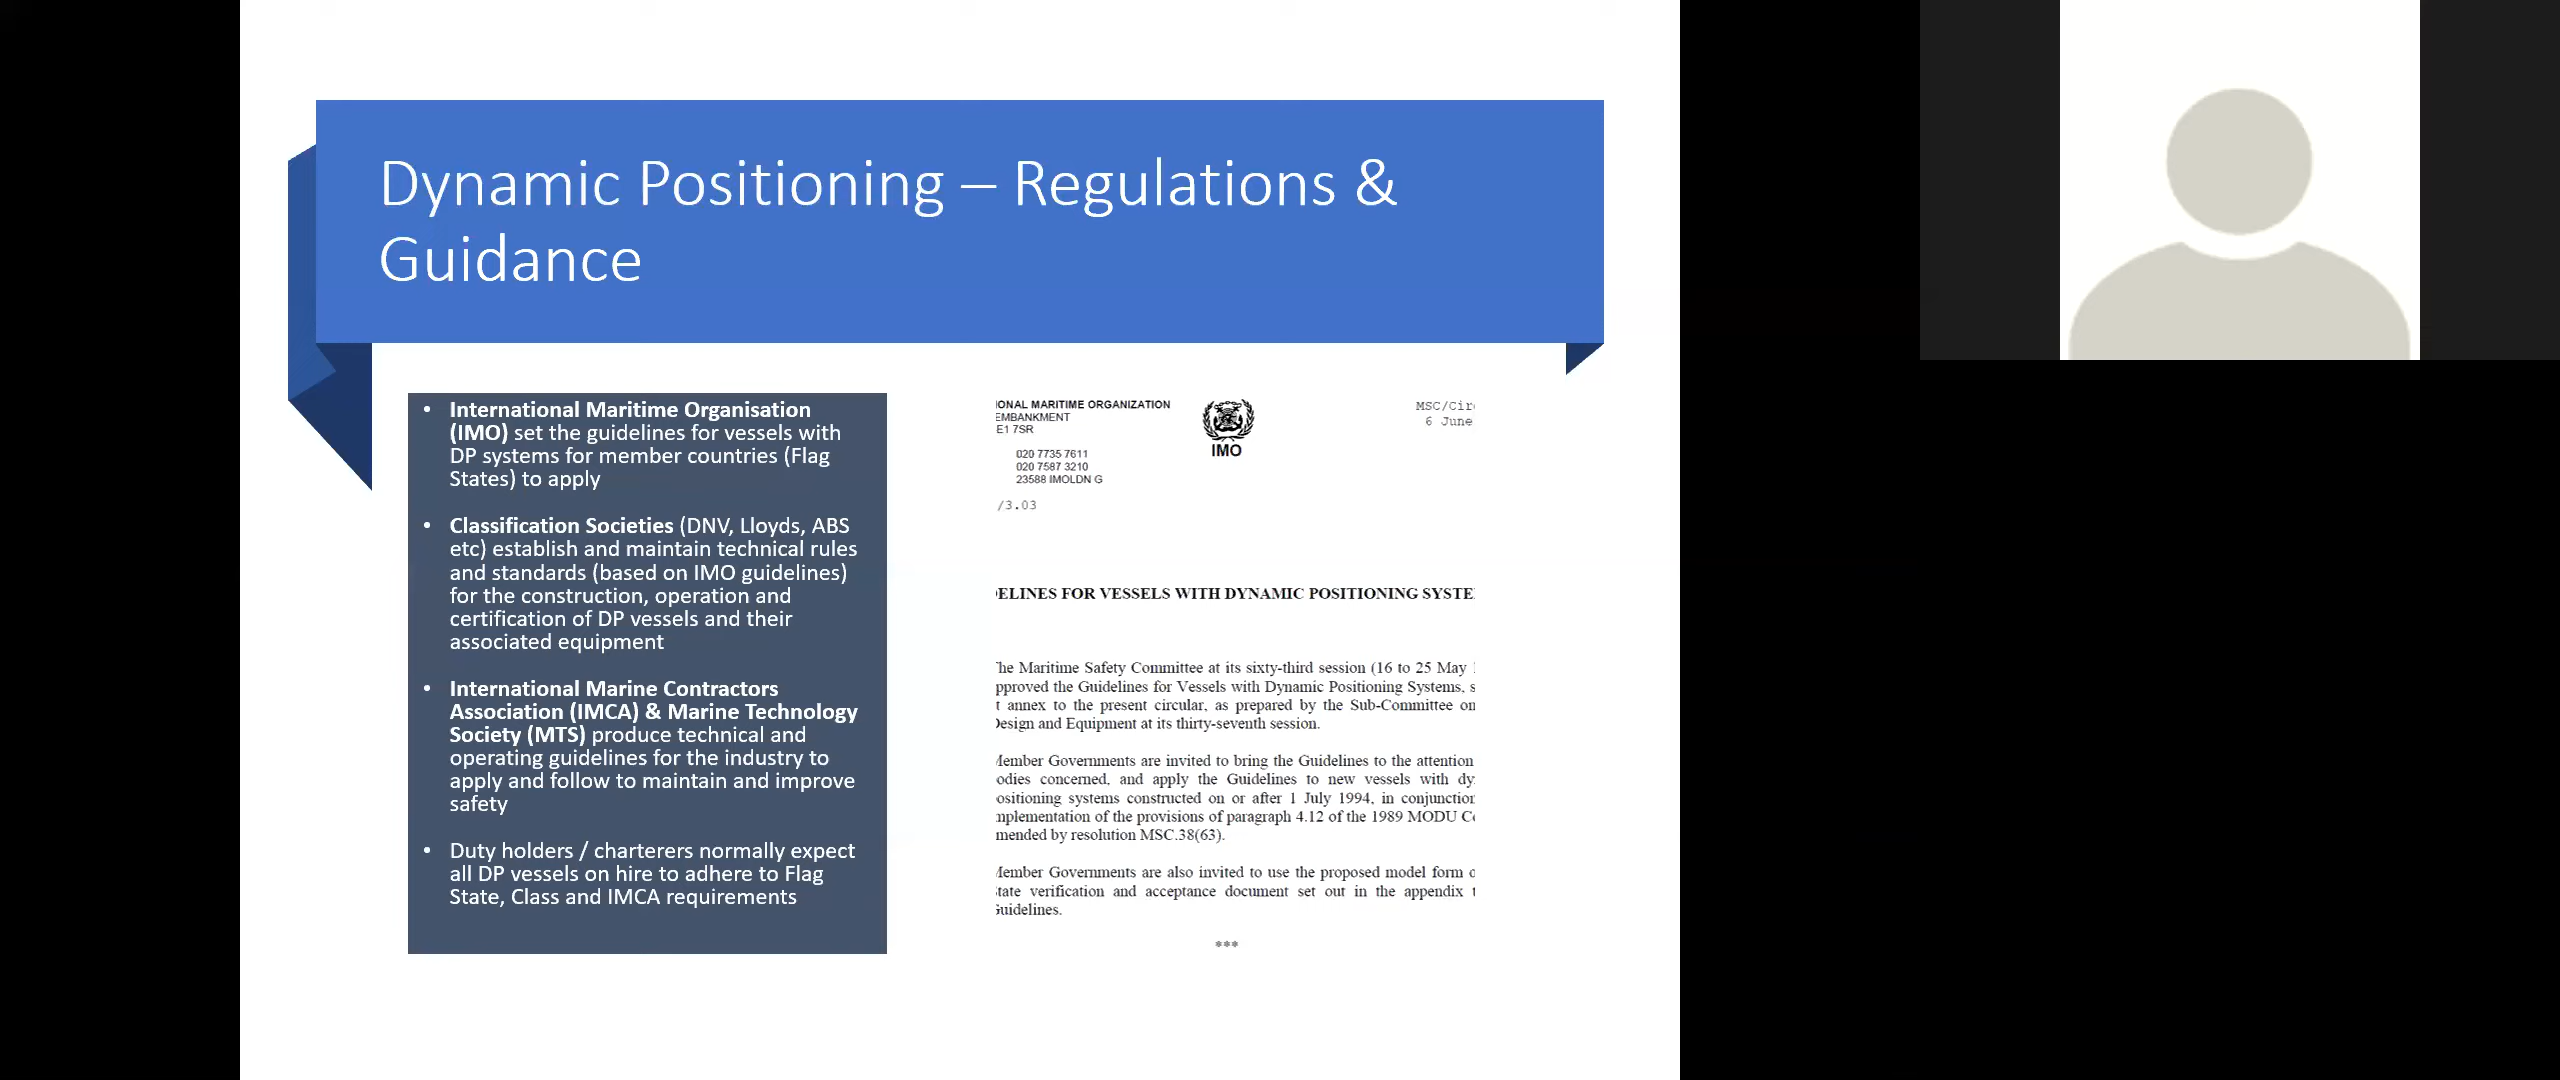 Dynamic Positioning – Regulations &
Guidance
• International Maritime Organisation
(IMO) set the guidelines for vessels with
DP systems for member countries (Flag
States) to apply
• Classification Societies (DNV, Lloyds, ABS
etc) establish and maintain technical rules
and standards (based on IMO guidelines)
for the construction, operation and
certification of DP vessels and their
associated equipment
• International Marine Contractors
Association (IMCA) & Marine Technology
Society (MTS) produce technical and
operating guidelines for the industry to
apply and follow to maintain and improve
safety
• Duty holders / charterers normally expect
all DP vessels on hire to adhere to Flag
State, Class and IMCA requirements
IONAL MARITIME ORGANIZATION
EMBANKMENT
E1 7SR
020 7735 7611
020 7587 3210
23588 IMOLDN G
IMO
MSC/Cir
6 June
/3.03
ELINES FOR VESSELS WITH DYNAMIC POSITIONING SYSTE
he Maritime Safety Committee at its sixty-third session (16 to 25 May
pproved the Guidelines for Vessels with Dynamic Positioning Systems, s
t annex to the present circular, as prepared by the Sub-Committee on
Design and Equipment at its thirty-seventh session.
Member Governments are invited to bring the Guidelines to the attention
odies concerned, and apply the Guidelines to new vessels with dy
ositioning systems constructed on or after 1 July 1994, in conjunction
mplementation of the provisions of paragraph 4.12 of the 1989 MODU Co
mended by resolution MSC.38(63).
Member Governments are also invited to use the proposed model form o
tate verification and acceptance document set out in the appendix t
Guidelines.
***